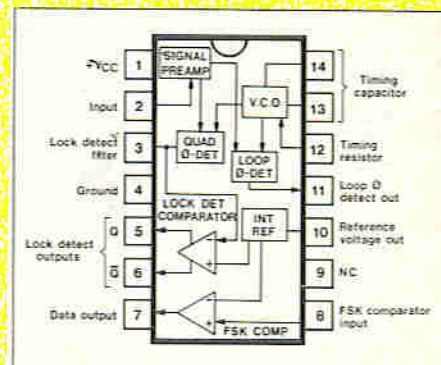 +VCC
1
SIGNAL
PREAMP
14
Timing
capacitor
Input
2
V.C.O
13
Lock detect
filter
3
QUAD
Ø-DET
LOOP
Ø-DET
12
Timing
resistor
Ground
4
11
Loop Ø
detect out
LOCK DET
COMPARATOR
Lock detect
outputs
Q
5
INT
REF
10
Reference
voltage out
Q̅
6
9
NC
Data output
7
FSK COMP
8
FSK comparator
input